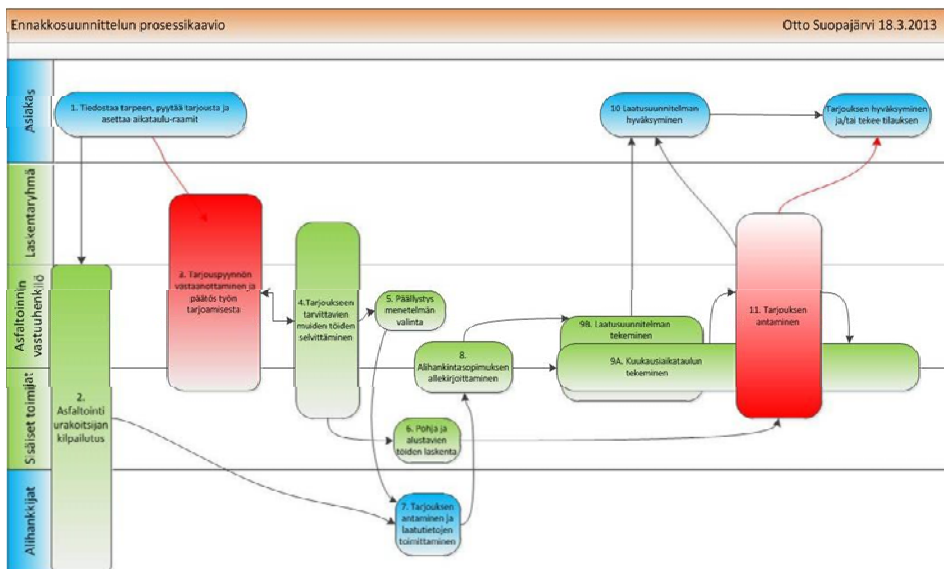 Ennakkosuunnittelun prosessikaavio
Otto Suopajärvi 18.3.2013
Asiakas
1. Tiedostaa tarpeen, pyytää tarjousta ja
asettaa aikataulu-raamit
10 Laatusuunnitelman
hyväksyminen
Tarjouksen hyväksyminen
ja/tai tekee tilauksen
Laskentaryhmä
Asfaltoinnin
vastuuhenkilö
3. Tarjouspyynnön
vastaanottaminen ja
päätös työn
tarjoamisesta
4.Tarjoukseen
tarvittavien
muiden töiden
selvittäminen
5. Päällystys
menetelmän
valinta
9B. Laatusuunnitelman
tekeminen
11. Tarjouksen
antaminen
8.
Alihankintasopimuksen
allekirjoittaminen
9A. Kuukausiaikataulun
tekeminen
Sisäiset toimijat
2.
Asfaltointi
urakoitsijan
kilpailutus
6. Pohja ja
alustavien
töiden laskenta
Alihankkijat
7. Tarjouksen
antaminen ja
laatutietojen
toimittaminen